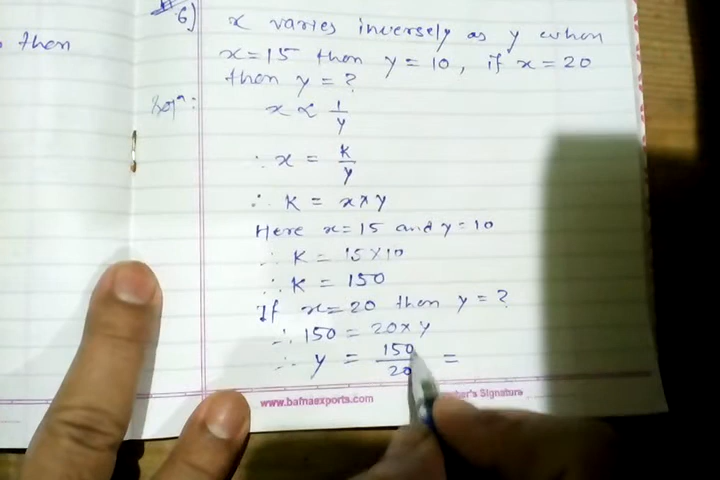 then
6) x varies inversely as y when
x=15 then y = 10, if x = 20
then y = ?
Solⁿ: x ∝ 1/y
∴ x = K/y
∴ K = x×y
Here x=15 and y=10
∴ K = 15×10
∴ K = 150
If x=20 then y = ?
∴ 150 = 20×y
∴ y = 150/20 =
www.bafnaexports.com
Signature